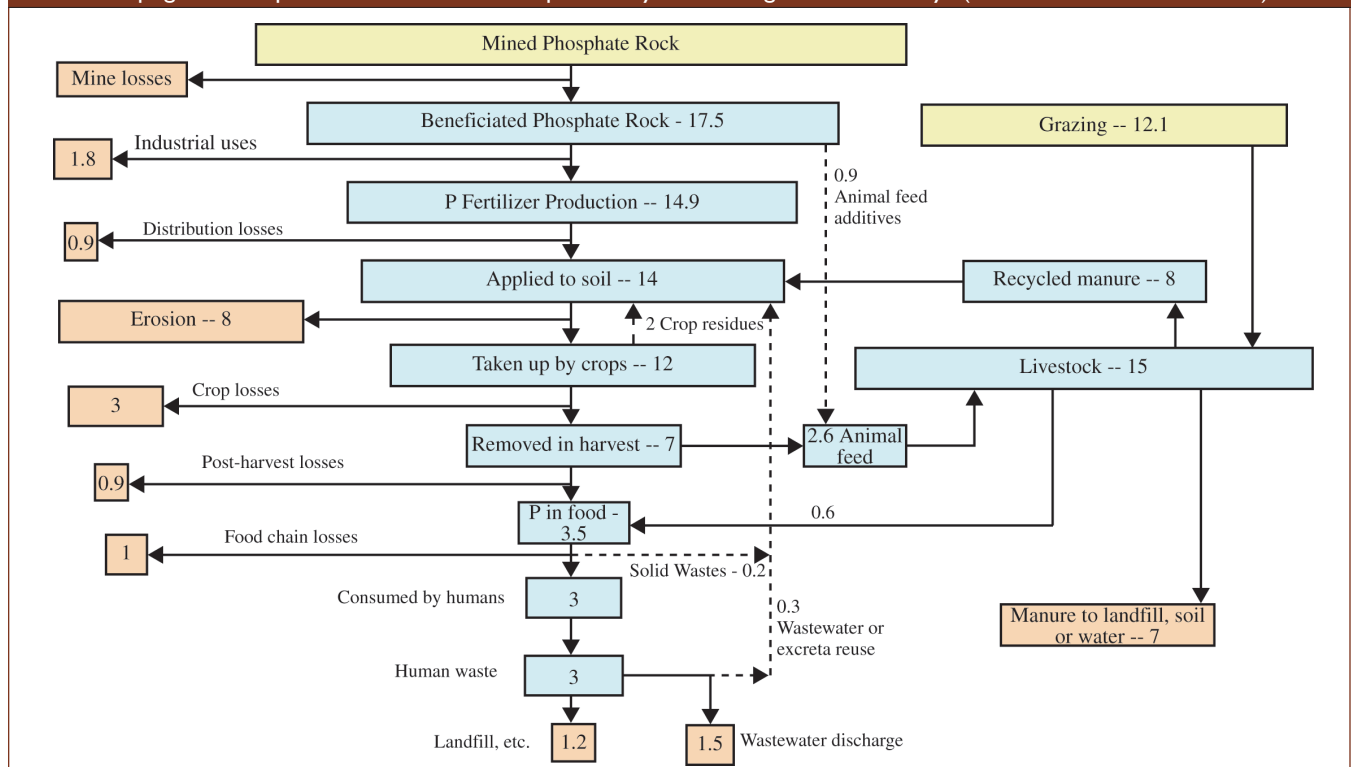 Mined Phosphate Rock
Mine losses
Beneficiated Phosphate Rock - 17.5
Grazing -- 12.1
Industrial uses
1.8
0.9
Animal feed
additives
P Fertilizer Production -- 14.9
Distribution losses
0.9
Applied to soil -- 14
Recycled manure -- 8
Erosion -- 8
2 Crop residues
Taken up by crops -- 12
Livestock -- 15
Crop losses
3
Removed in harvest -- 7
2.6 Animal
feed
Post-harvest losses
0.9
P in food -
3.5
0.6
Food chain losses
1
Solid Wastes - 0.2
Consumed by humans
3
0.3
Wastewater or
excreta reuse
Manure to landfill, soil
or water -- 7
Human waste
3
Landfill, etc.
1.2
1.5
Wastewater discharge